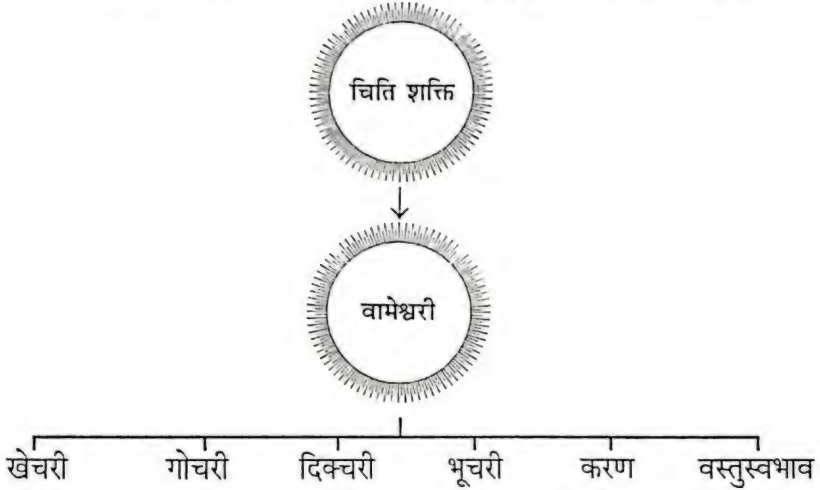 चिति शक्ति
वामेश्वरी
खेचरी गोचरी दिक्चरी भूचरी करण वस्तुस्वभाव